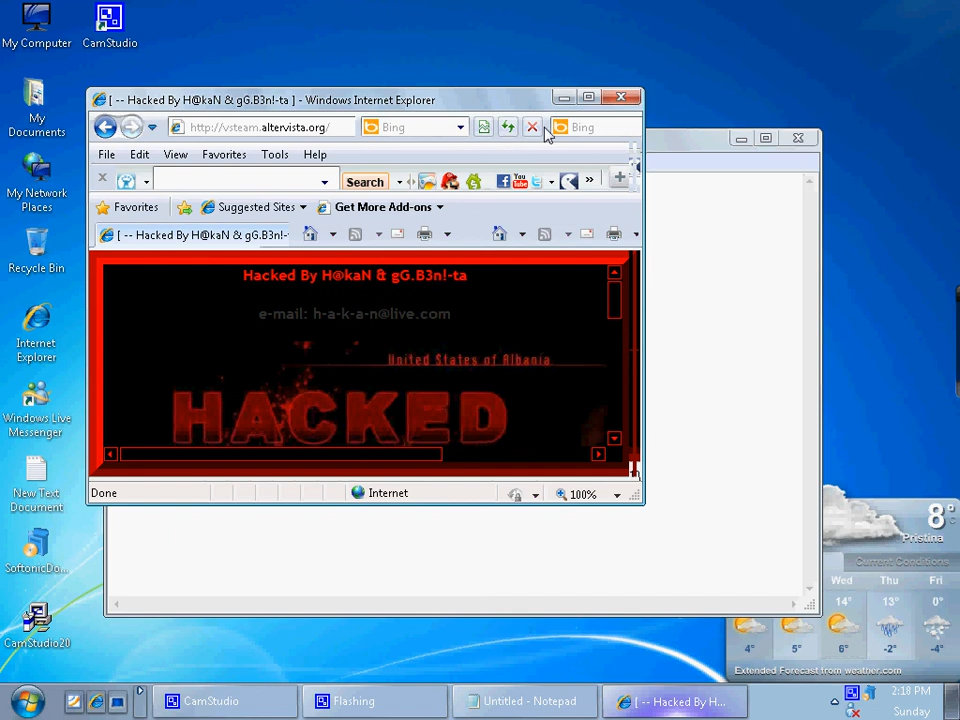 My Computer
CamStudio
My
Documents
My Network
Places
Recycle Bin
Internet
Explorer
Windows Live
Messenger
New Text
Document
SoftonicDo...
CamStudio20
[ -- Hacked By H@kaN & gG.B3n!-ta ] - Windows Internet Explorer
http://vsteam.altervista.org/
Bing
Bing
File Edit View Favorites Tools Help
Search
You
Tube
»
Favorites
Suggested Sites
Get More Add-ons
[ -- Hacked By H@kaN & gG.B3n!-t
Hacked By H@kaN & gG.B3n!-ta
e-mail: h-a-k-a-n@live.com
United States of Albania
HACKED
Done
Internet
100%
8°
C
Pristina
Current Conditions
Wed Thu Fri
14° 13° 0°
4° 5° 6° -2° -4°
Extended Forecast from weather.com
CamStudio
Flashing
Untitled - Notepad
[ -- Hacked By H...
2:18 PM
Sunday